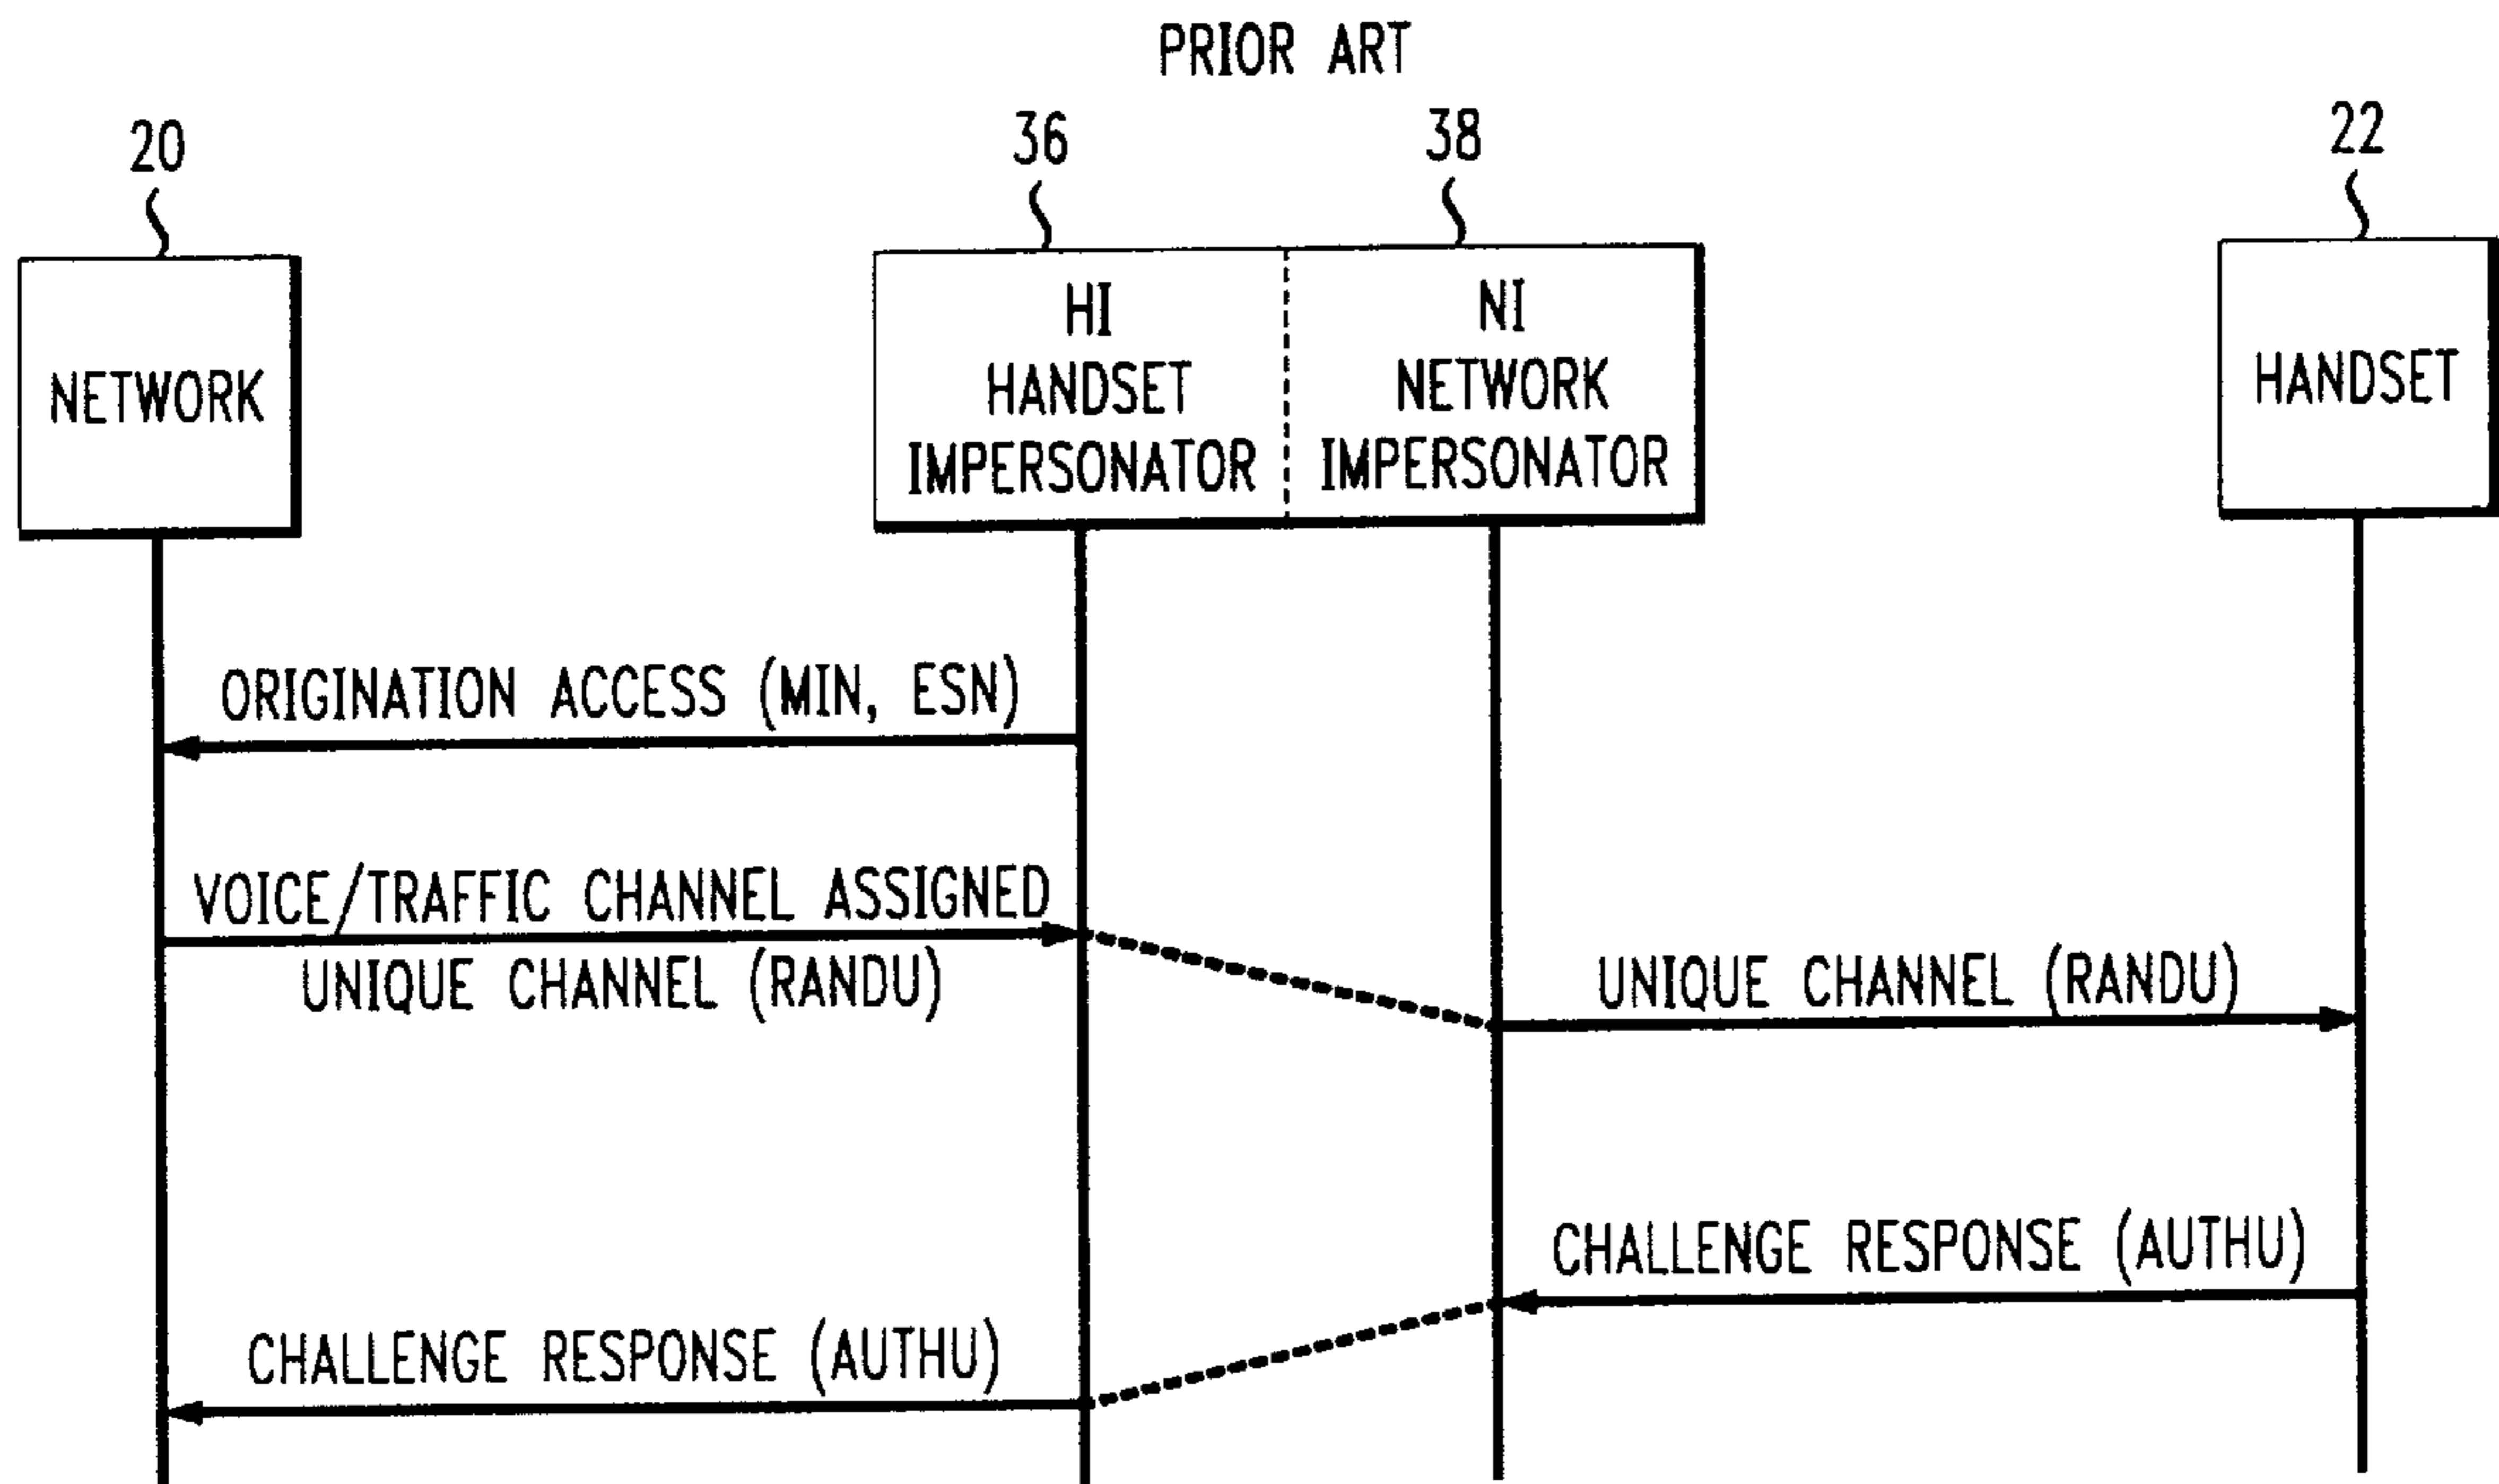 PRIOR ART
20
36
38
22
NETWORK
HI
HANDSET
IMPERSONATOR
NI
NETWORK
IMPERSONATOR
HANDSET
ORIGINATION ACCESS (MIN, ESN)
VOICE/TRAFFIC CHANNEL ASSIGNED
UNIQUE CHANNEL (RANDU)
UNIQUE CHANNEL (RANDU)
CHALLENGE RESPONSE (AUTHU)
CHALLENGE RESPONSE (AUTHU)